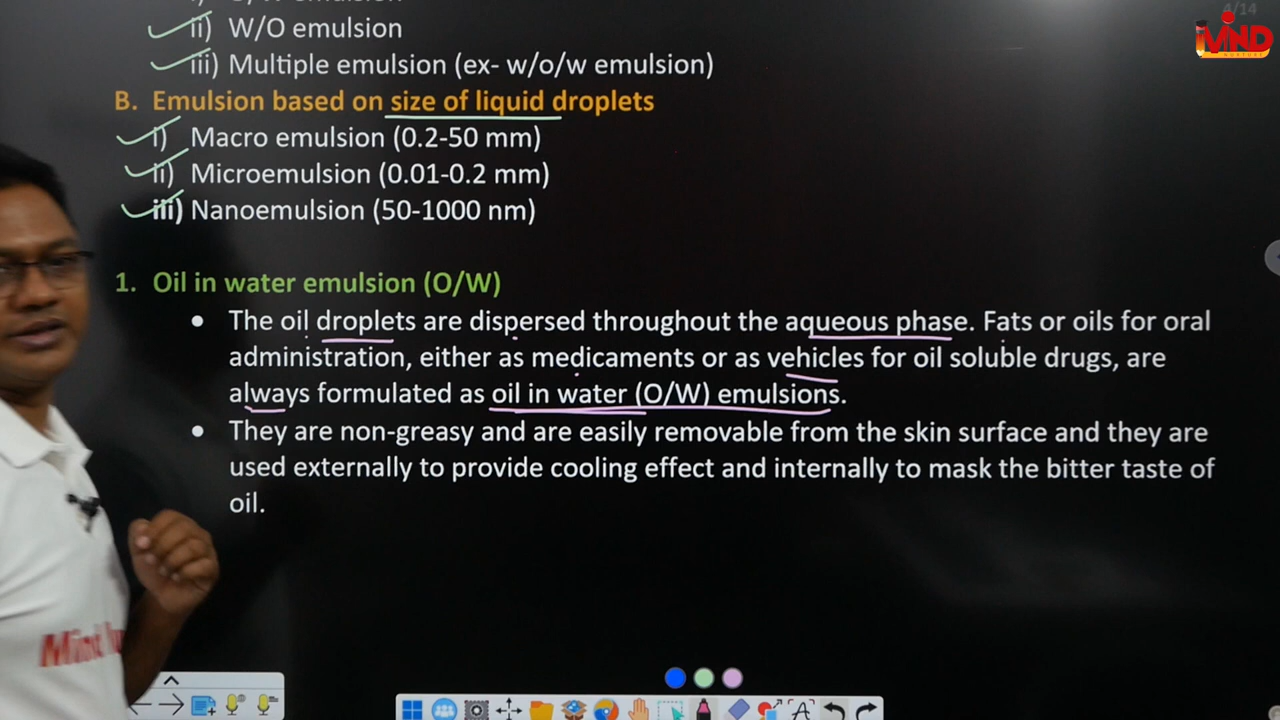 4/14
ii) W/O emulsion
MIND
iii) Multiple emulsion (ex- w/o/w emulsion)
B. Emulsion based on size of liquid droplets
i) Macro emulsion (0.2-50 mm)
ii) Microemulsion (0.01-0.2 mm)
iii) Nanoemulsion (50-1000 nm)
1. Oil in water emulsion (O/W)
• The oil droplets are dispersed throughout the aqueous phase. Fats or oils for oral
administration, either as medicaments or as vehicles for oil soluble drugs, are
always formulated as oil in water (O/W) emulsions.
• They are non-greasy and are easily removable from the skin surface and they are
used externally to provide cooling effect and internally to mask the bitter taste of
oil.